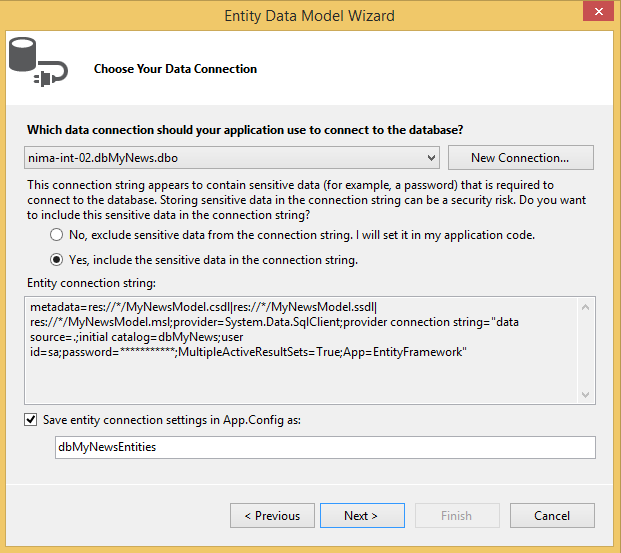 Entity Data Model Wizard
Choose Your Data Connection
Which data connection should your application use to connect to the database?
nima-int-02.dbMyNews.dbo
New Connection...
This connection string appears to contain sensitive data (for example, a password) that is required to
connect to the database. Storing sensitive data in the connection string can be a security risk. Do you want
to include this sensitive data in the connection string?
No, exclude sensitive data from the connection string. I will set it in my application code.
Yes, include the sensitive data in the connection string.
Entity connection string:
metadata=res://*/MyNewsModel.csdl|res://*/MyNewsModel.ssdl|
res://*/MyNewsModel.msl;provider=System.Data.SqlClient;provider connection string="data
source=.;initial catalog=dbMyNews;user
id=sa;password=***********;MultipleActiveResultSets=True;App=EntityFramework"
Save entity connection settings in App.Config as:
dbMyNewsEntities
< Previous
Next >
Finish
Cancel